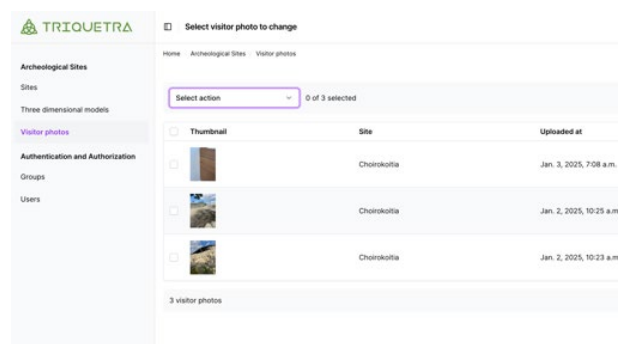 TRIQUETRA
Archeological Sites
Sites
Three dimensional models
Visitor photos
Authentication and Authorization
Groups
Users
Select visitor photo to change
Home Archeological Sites Visitor photos
Select action 0 of 3 selected
Thumbnail Site Uploaded at
Choirokoitia Jan. 3, 2025, 7:08 a.m.
Choirokoitia Jan. 2, 2025, 10:25 a.m
Choirokoitia Jan. 2, 2025, 10:23 a.m
3 visitor photos